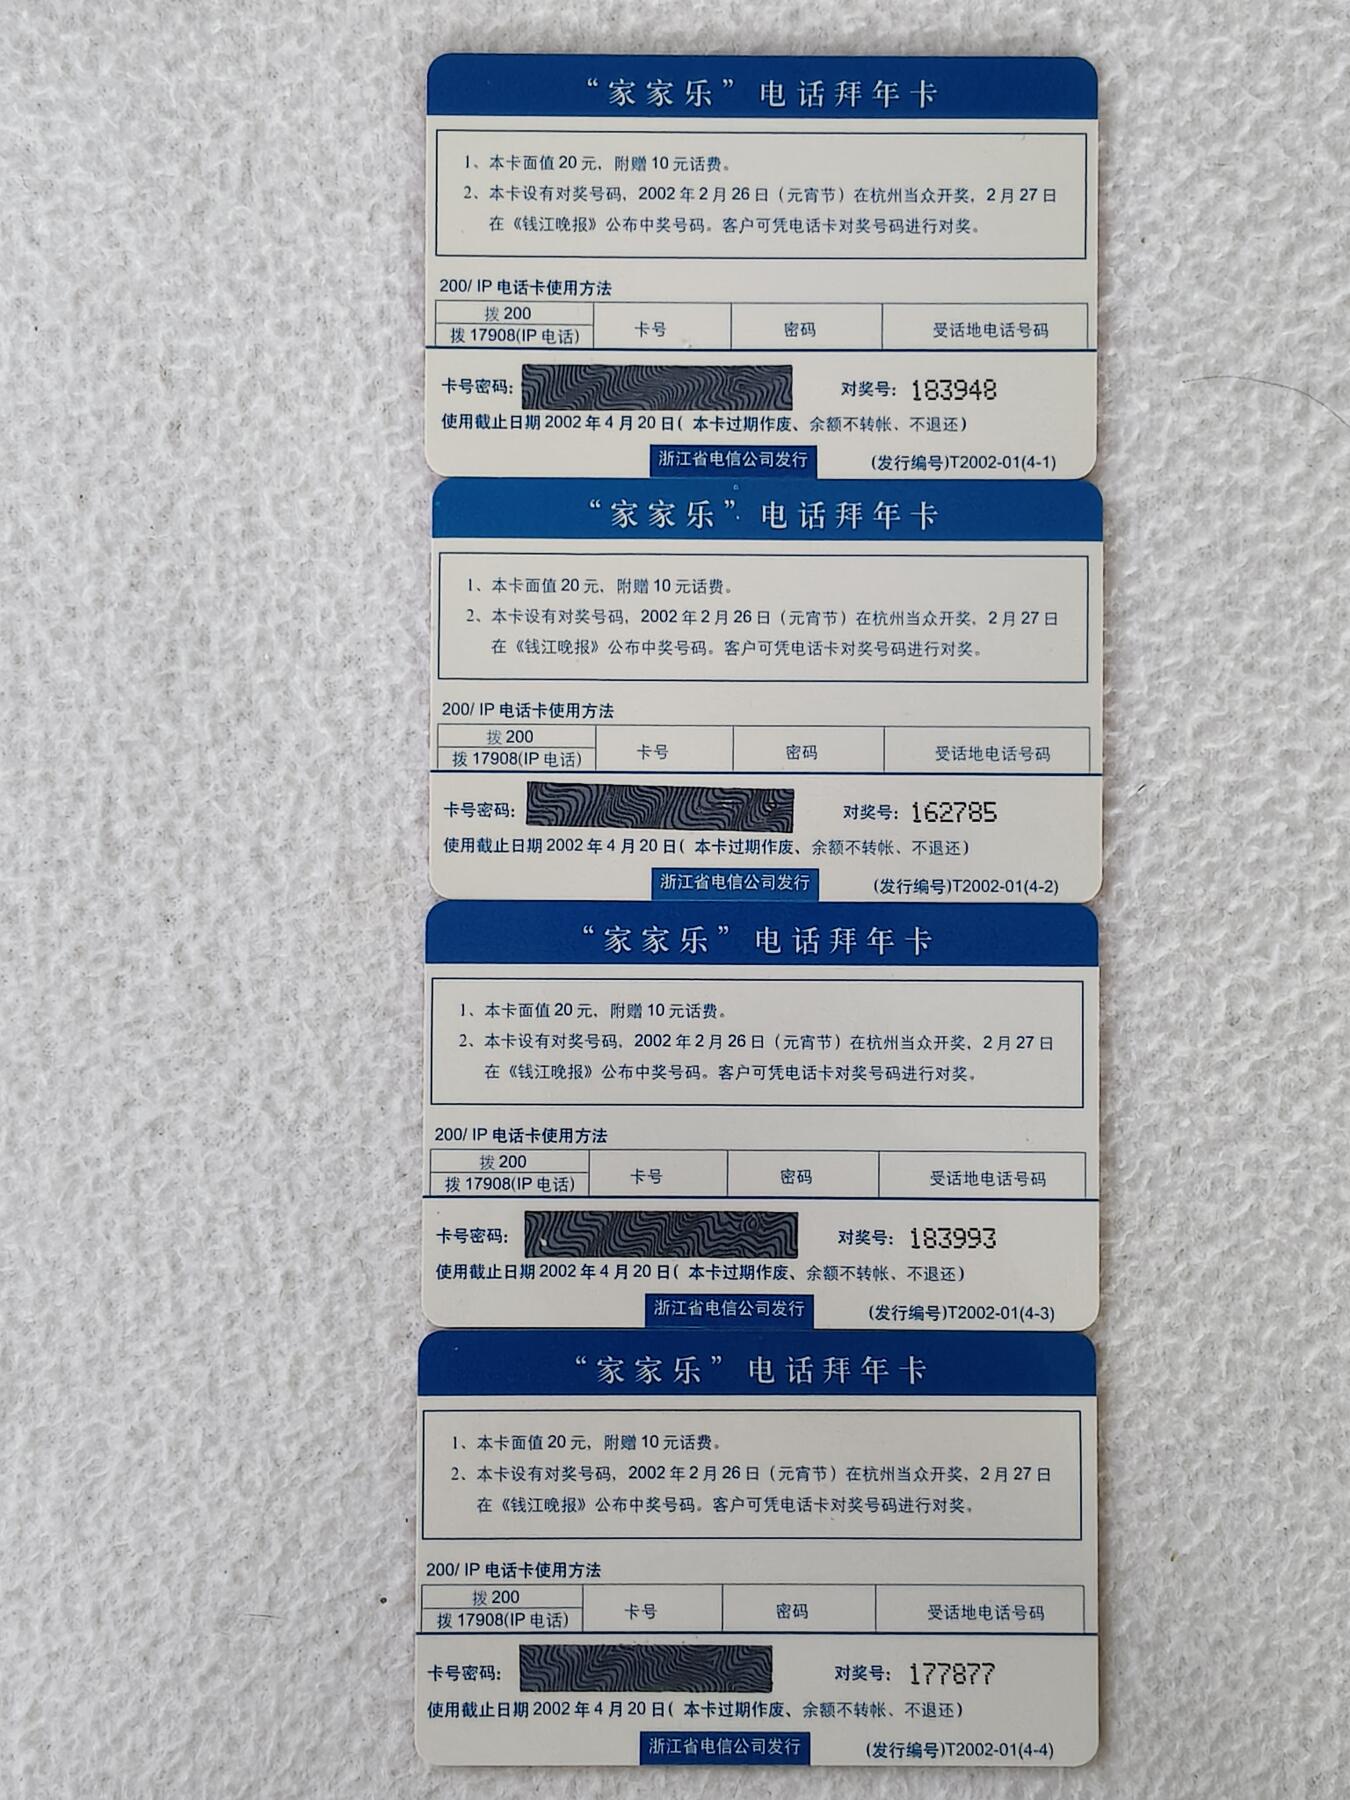 “家家乐”电话拜年卡
1、本卡面值20元，附赠10元话费。
2、本卡设有对奖号码，2002年2月26日（元宵节）在杭州当众开奖，2月27日
在《钱江晚报》公布中奖号码。客户可凭电话卡对奖号码进行对奖。
200/ IP 电话卡使用方法
拨200
拨17908(IP电话) 卡号 密码 受话地电话号码
卡号密码: 对奖号: 183948
使用截止日期2002年4月20日( 本卡过期作废、余额不转帐、不退还)
浙江省电信公司发行 (发行编号)T2002-01(4-1)
“家家乐”电话拜年卡
1、本卡面值20元，附赠10元话费。
2、本卡设有对奖号码，2002年2月26日（元宵节）在杭州当众开奖，2月27日
在《钱江晚报》公布中奖号码。客户可凭电话卡对奖号码进行对奖。
200/ IP 电话卡使用方法
拨200
拨17908(IP电话) 卡号 密码 受话地电话号码
卡号密码: 对奖号: 162785
使用截止日期2002年4月20日( 本卡过期作废、余额不转帐、不退还)
浙江省电信公司发行 (发行编号)T2002-01(4-2)
“家家乐”电话拜年卡
1、本卡面值20元，附赠10元话费。
2、本卡设有对奖号码，2002年2月26日（元宵节）在杭州当众开奖，2月27日
在《钱江晚报》公布中奖号码。客户可凭电话卡对奖号码进行对奖。
200/ IP 电话卡使用方法
拨200
拨17908(IP电话) 卡号 密码 受话地电话号码
卡号密码: 对奖号: 183993
使用截止日期2002年4月20日( 本卡过期作废、余额不转帐、不退还)
浙江省电信公司发行 (发行编号)T2002-01(4-3)
“家家乐”电话拜年卡
1、本卡面值20元，附赠10元话费。
2、本卡设有对奖号码，2002年2月26日（元宵节）在杭州当众开奖，2月27日
在《钱江晚报》公布中奖号码。客户可凭电话卡对奖号码进行对奖。
200/ IP 电话卡使用方法
拨200
拨17908(IP电话) 卡号 密码 受话地电话号码
卡号密码: 对奖号: 177877
使用截止日期2002年4月20日( 本卡过期作废、余额不转帐、不退还)
浙江省电信公司发行 (发行编号)T2002-01(4-4)